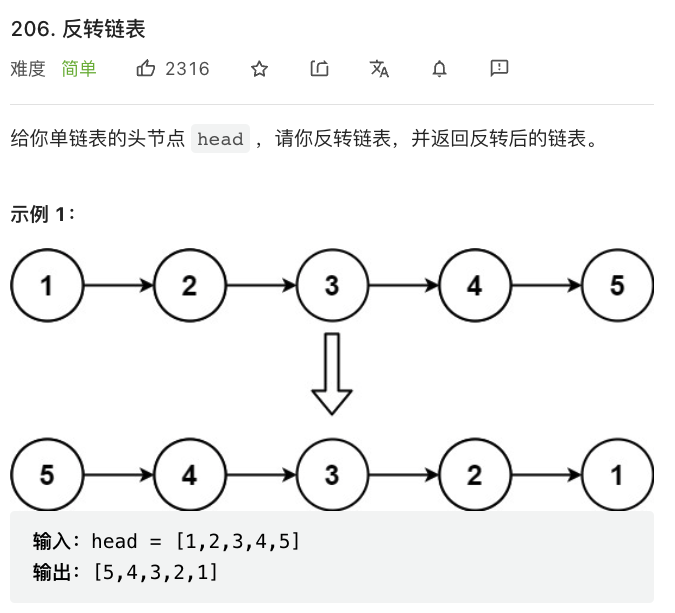 206. 反转链表
难度 简单 2316
给你单链表的头节点 head ，请你反转链表，并返回反转后的链表。
示例 1：
1 2 3 4 5
5 4 3 2 1
输入：head = [1,2,3,4,5]
输出：[5,4,3,2,1]